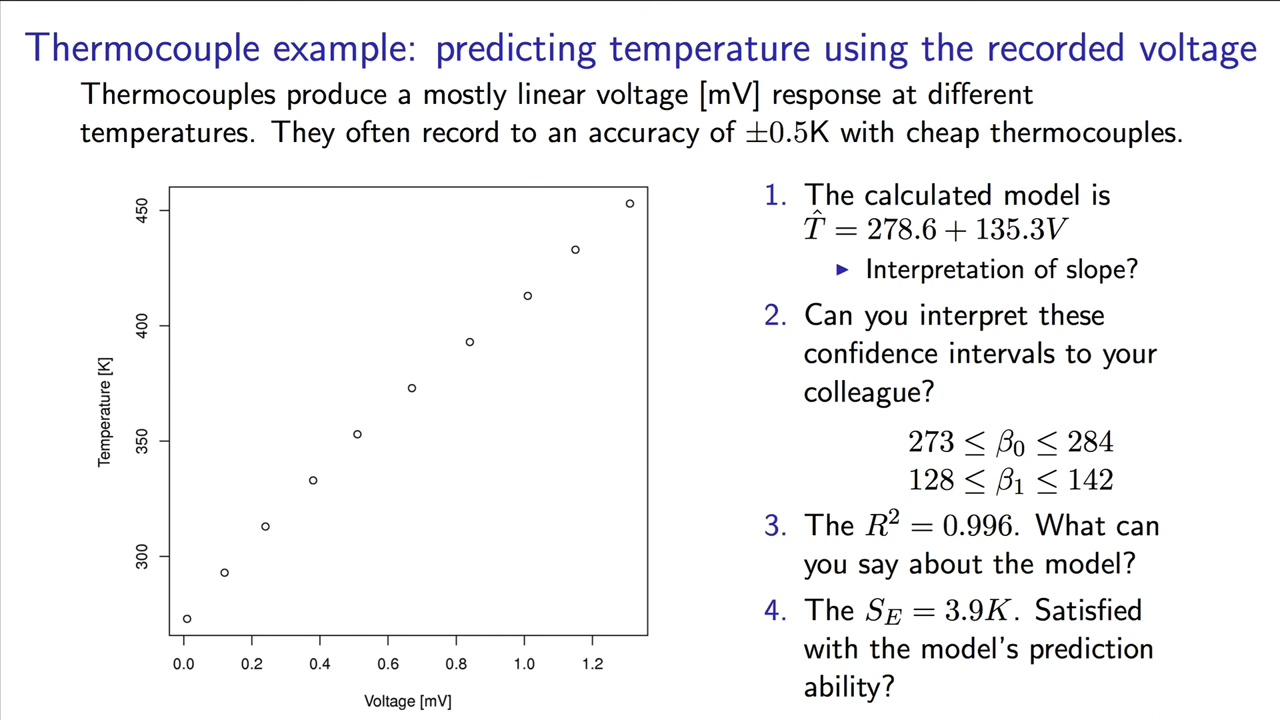 Thermocouple example: predicting temperature using the recorded voltage
Thermocouples produce a mostly linear voltage [mV] response at different
temperatures. They often record to an accuracy of ±0.5K with cheap thermocouples.
450
400
350
300
Temperature [K]
0.0 0.2 0.4 0.6 0.8 1.0 1.2
Voltage [mV]
1. The calculated model is
T̂ = 278.6 + 135.3V
▶ Interpretation of slope?
2. Can you interpret these
confidence intervals to your
colleague?
273 ≤ β₀ ≤ 284
128 ≤ β₁ ≤ 142
3. The R² = 0.996. What can
you say about the model?
4. The S_E = 3.9K. Satisfied
with the model's prediction
ability?